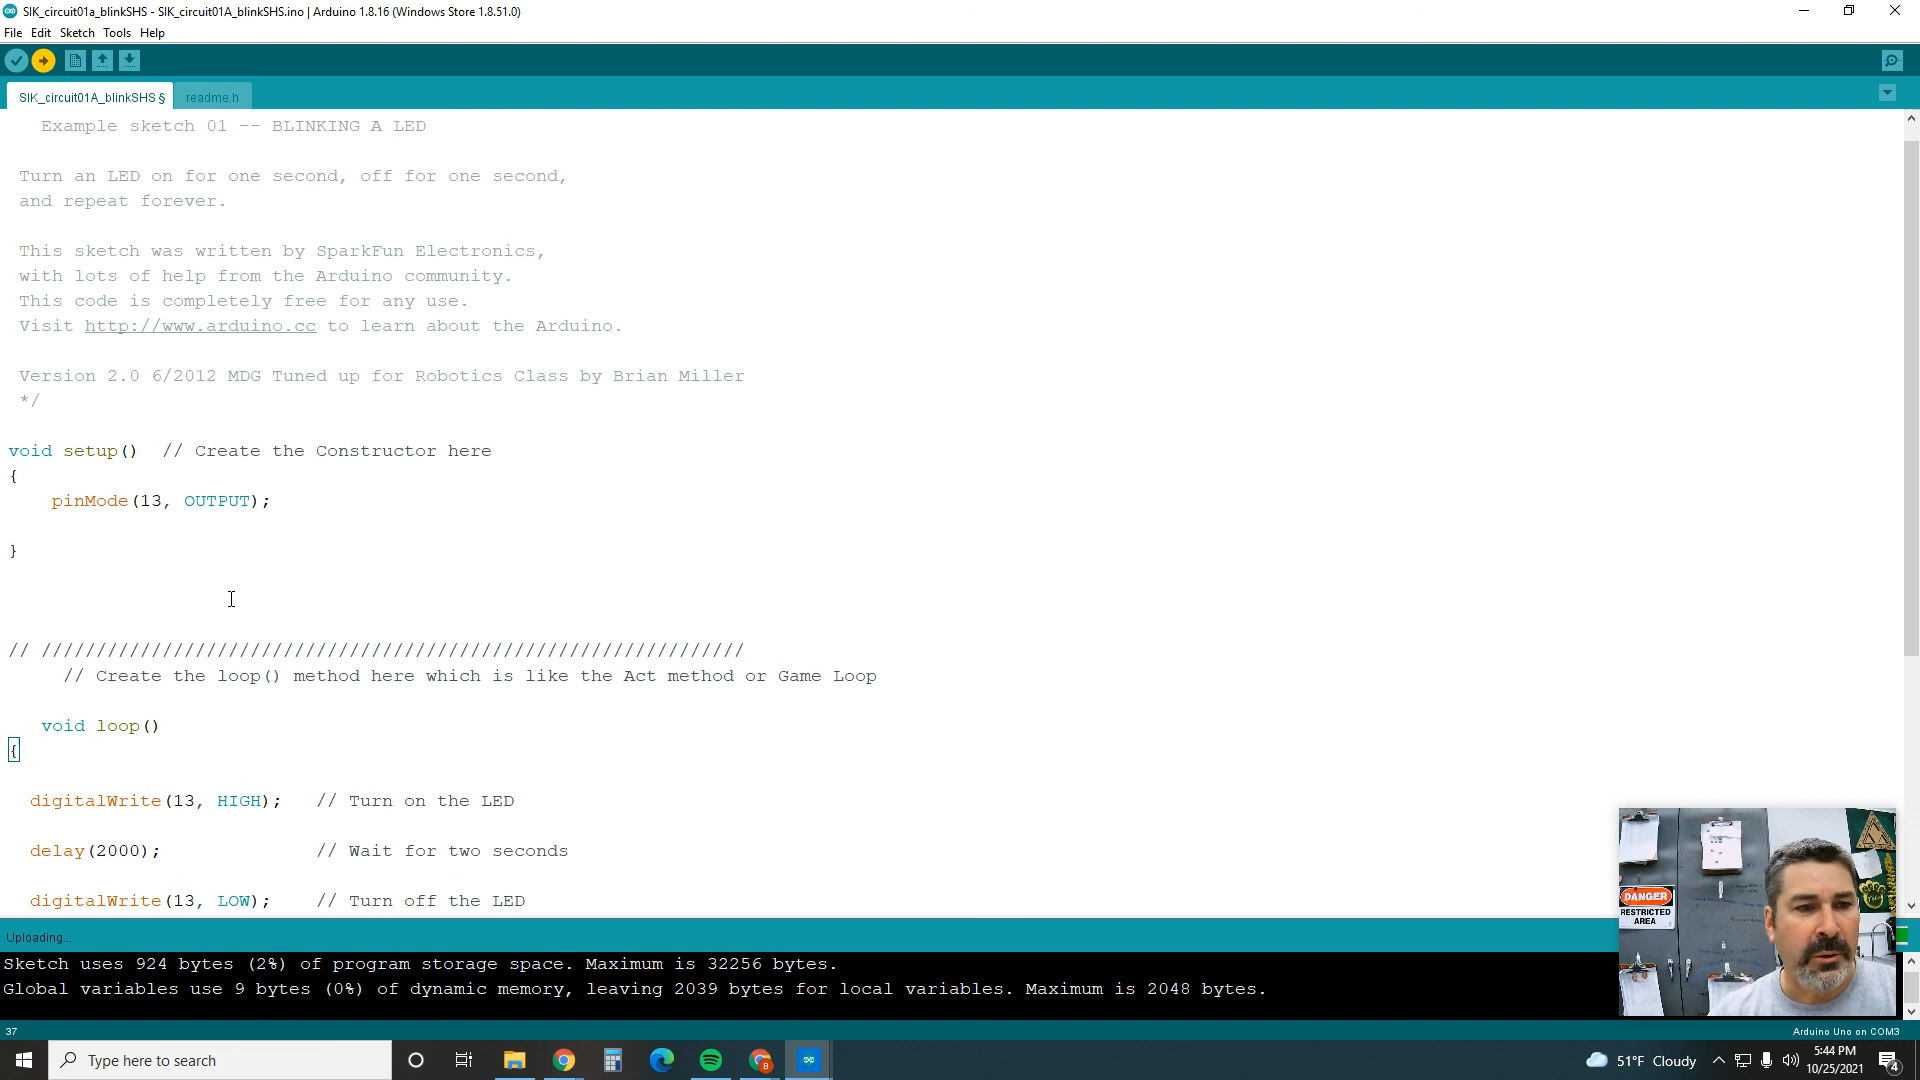 SIK_circuit01a_blinkSHS - SIK_circuit01A_blinkSHS.ino | Arduino 1.8.16 (Windows Store 1.8.51.0)
File Edit Sketch Tools Help
SIK_circuit01A_blinkSHS § readme.h
Example sketch 01 -- BLINKING A LED
Turn an LED on for one second, off for one second,
and repeat forever.
This sketch was written by SparkFun Electronics,
with lots of help from the Arduino community.
This code is completely free for any use.
Visit http://www.arduino.cc to learn about the Arduino.
Version 2.0 6/2012 MDG Tuned up for Robotics Class by Brian Miller
*/
void setup() // Create the Constructor here
{
pinMode(13, OUTPUT);
}
// ////////////////////////////////////////////////////////////////
// Create the loop() method here which is like the Act method or Game Loop
void loop()
{
digitalWrite(13, HIGH); // Turn on the LED
delay(2000); // Wait for two seconds
digitalWrite(13, LOW); // Turn off the LED
DANGER
RESTRICTED
AREA
Uploading...
Sketch uses 924 bytes (2%) of program storage space. Maximum is 32256 bytes.
Global variables use 9 bytes (0%) of dynamic memory, leaving 2039 bytes for local variables. Maximum is 2048 bytes.
37
Arduino Uno on COM3
Type here to search
51°F Cloudy
5:44 PM
10/25/2021
4